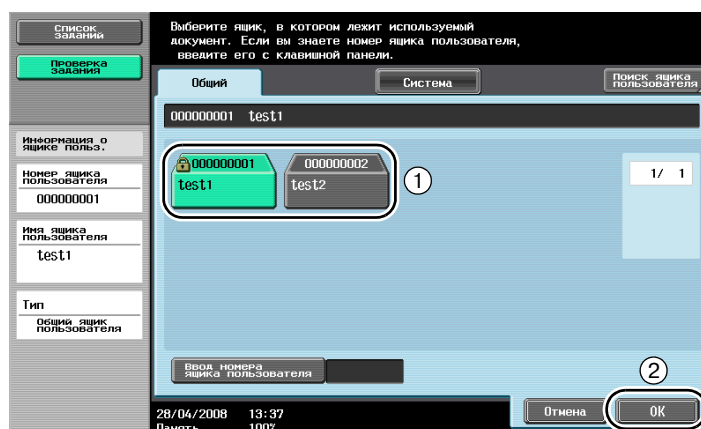 Список
заданий
Проверка
задания
Информация о
ящике польз.
Номер ящика
пользователя
000000001
Имя ящика
пользователя
test1
Тип
Общий ящик
пользователя
Выберите ящик, в котором лежит используемый
документ. Если вы знаете номер ящика пользователя,
введите его с клавишной панели.
Общий
Система
Поиск ящика
пользователя
000000001 test1
000000001
test1
000000002
test2
1
1/ 1
Ввод номера
ящика пользователя
2
Отмена
OK
28/04/2008 13:37
Память 100%